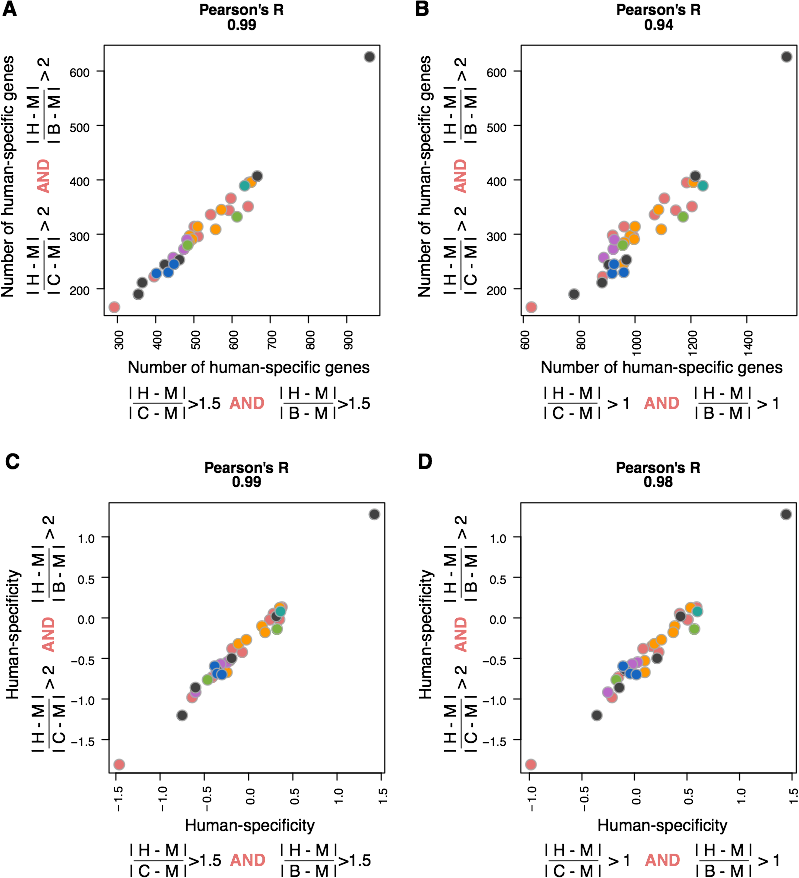 A
Pearson's R
0.99
Number of human-specific genes
| H - M |
| C - M |
> 2
AND
| H - M |
| B - M |
> 2
600
500
400
300
200
300
400
500
600
700
800
900
Number of human-specific genes
| H - M |
| C - M |
>1.5
AND
| H - M |
| B - M |
>1.5
B
Pearson's R
0.94
Number of human-specific genes
| H - M |
| C - M |
> 2
AND
| H - M |
| B - M |
> 2
600
500
400
300
200
600
800
1000
1200
1400
Number of human-specific genes
| H - M |
| C - M |
> 1
AND
| H - M |
| B - M |
> 1
C
Pearson's R
0.99
Human-specificity
| H - M |
| C - M |
> 2
AND
| H - M |
| B - M |
> 2
1.0
0.5
0.0
−0.5
−1.0
−1.5
−1.5
−1.0
−0.5
0.0
0.5
1.0
1.5
Human-specificity
| H - M |
| C - M |
>1.5
AND
| H - M |
| B - M |
>1.5
D
Pearson's R
0.98
Human-specificity
| H - M |
| C - M |
> 2
AND
| H - M |
| B - M |
> 2
1.0
0.5
0.0
−0.5
−1.0
−1.5
−1.0
−0.5
0.0
0.5
1.0
1.5
Human-specificity
| H - M |
| C - M |
> 1
AND
| H - M |
| B - M |
> 1